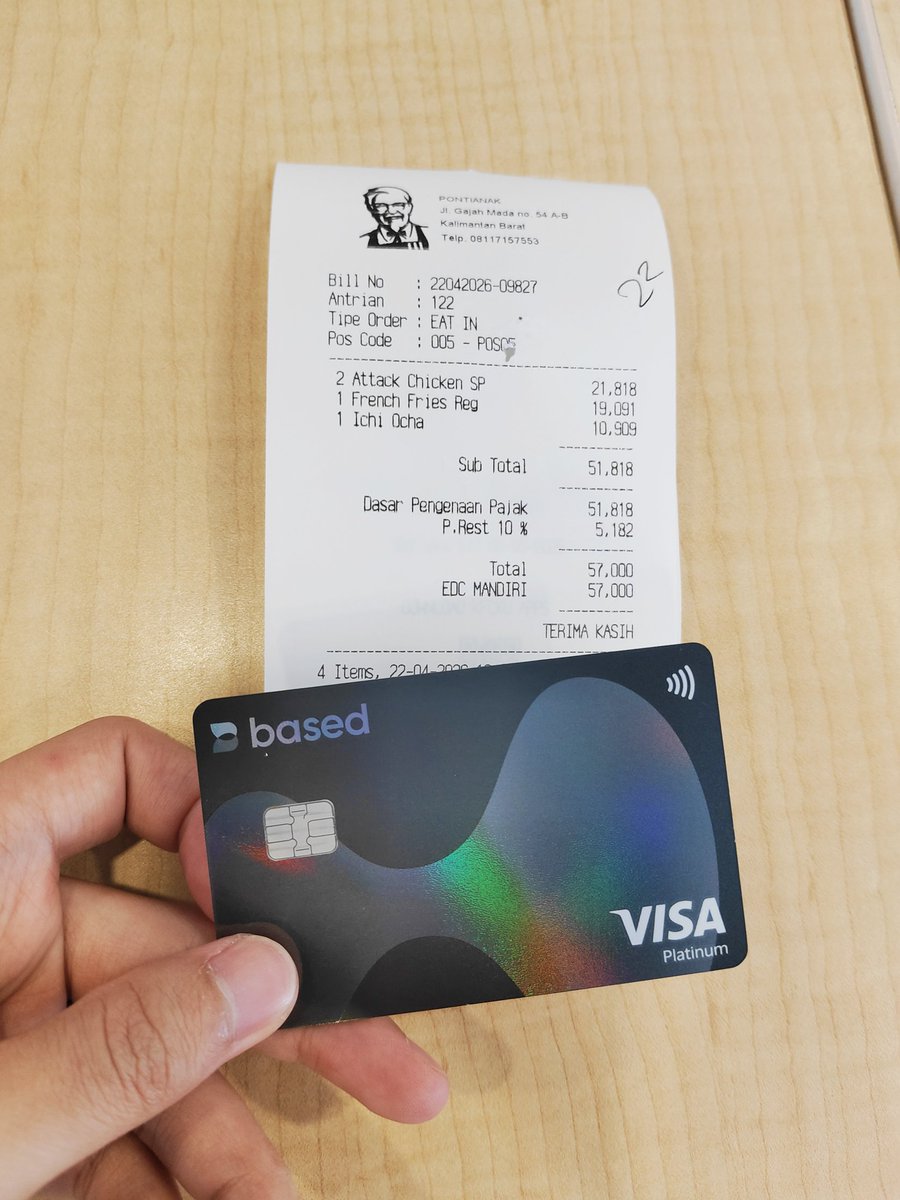 PONTIANAK
Jl. Gajah Mada no. 54 A-B
Kalimantan Barat
Telp. 08117157553
22
Bill No : 22042026-09827
Antrian : 122
Tipe Order : EAT IN
Pos Code : 005 - POS05
2 Attack Chicken SP 21,818
1 French Fries Reg 19,091
1 Ichi Ocha 10,909
Sub Total 51,818
Dasar Pengenaan Pajak 51,818
P.Rest 10 % 5,182
Total 57,000
EDC MANDIRI 57,000
TERIMA KASIH
4 Items, 22-04-2026
based
VISA
Platinum